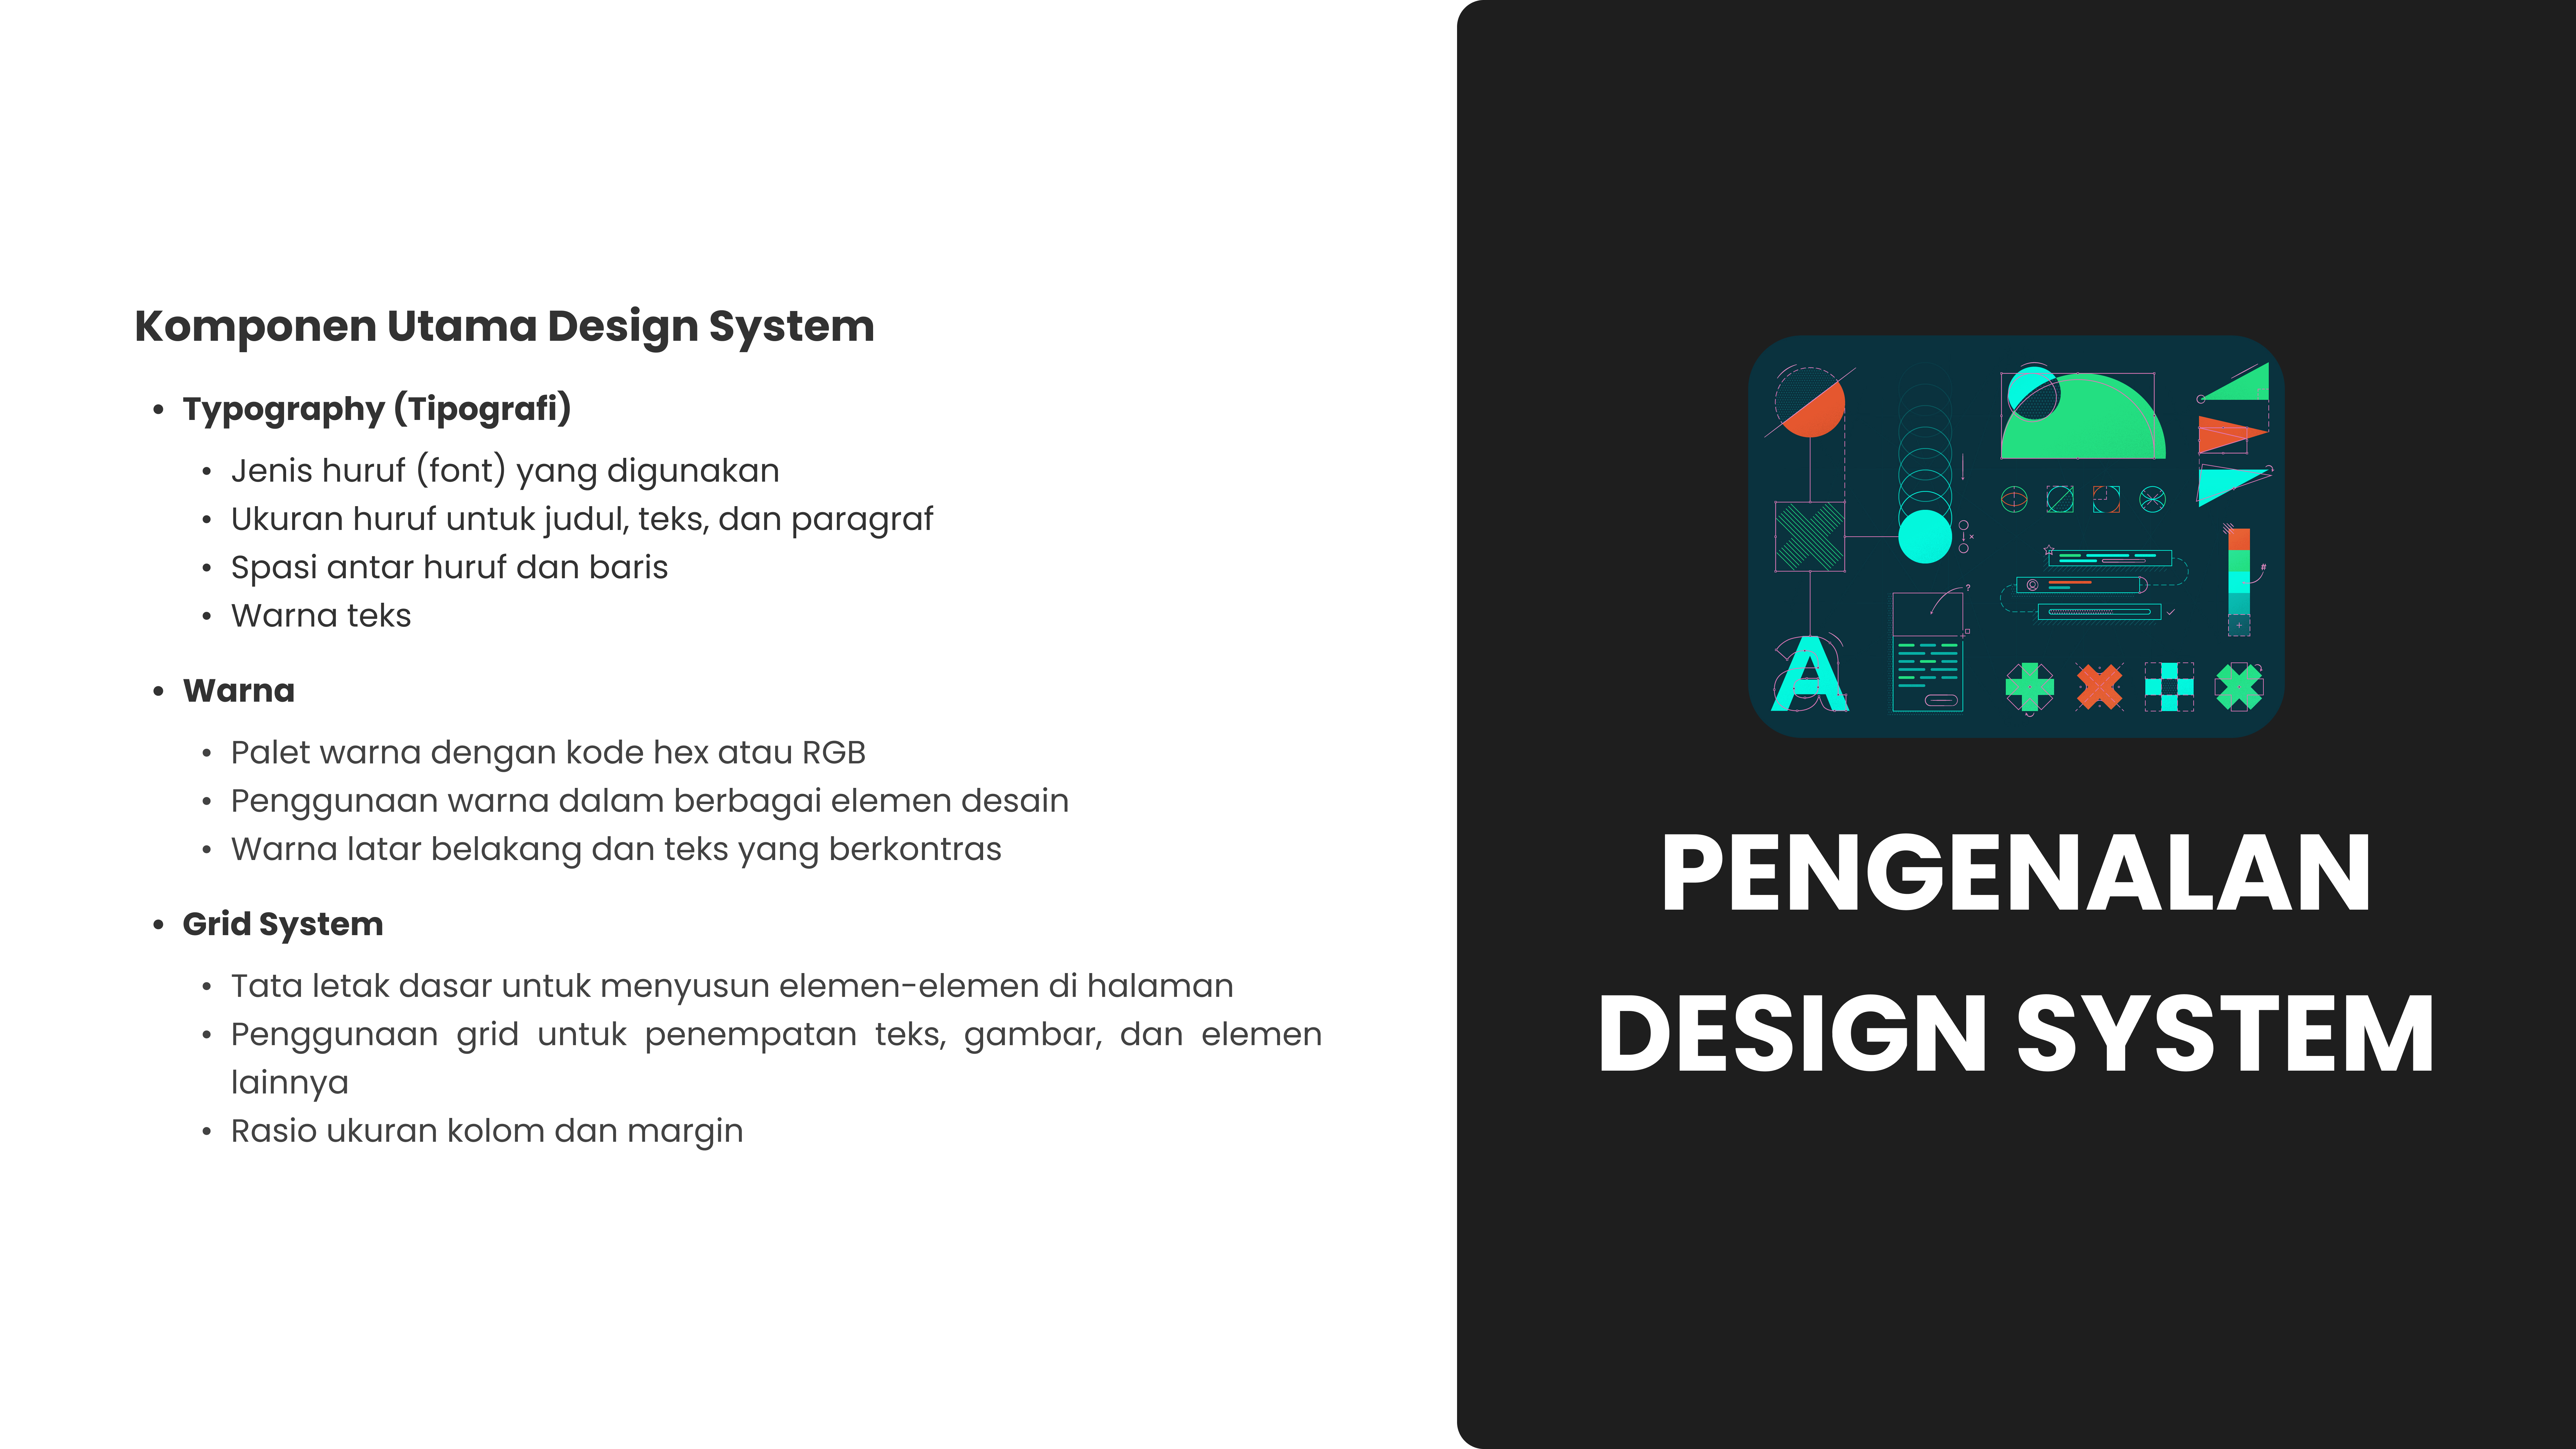 Komponen Utama Design System
• Typography (Tipografi)
• Jenis huruf (font) yang digunakan
• Ukuran huruf untuk judul, teks, dan paragraf
• Spasi antar huruf dan baris
• Warna teks
• Warna
• Palet warna dengan kode hex atau RGB
• Penggunaan warna dalam berbagai elemen desain
• Warna latar belakang dan teks yang berkontras
• Grid System
• Tata letak dasar untuk menyusun elemen-elemen di halaman
• Penggunaan grid untuk penempatan teks, gambar, dan elemen
lainnya
• Rasio ukuran kolom dan margin
A
?
#
PENGENALAN
DESIGN SYSTEM